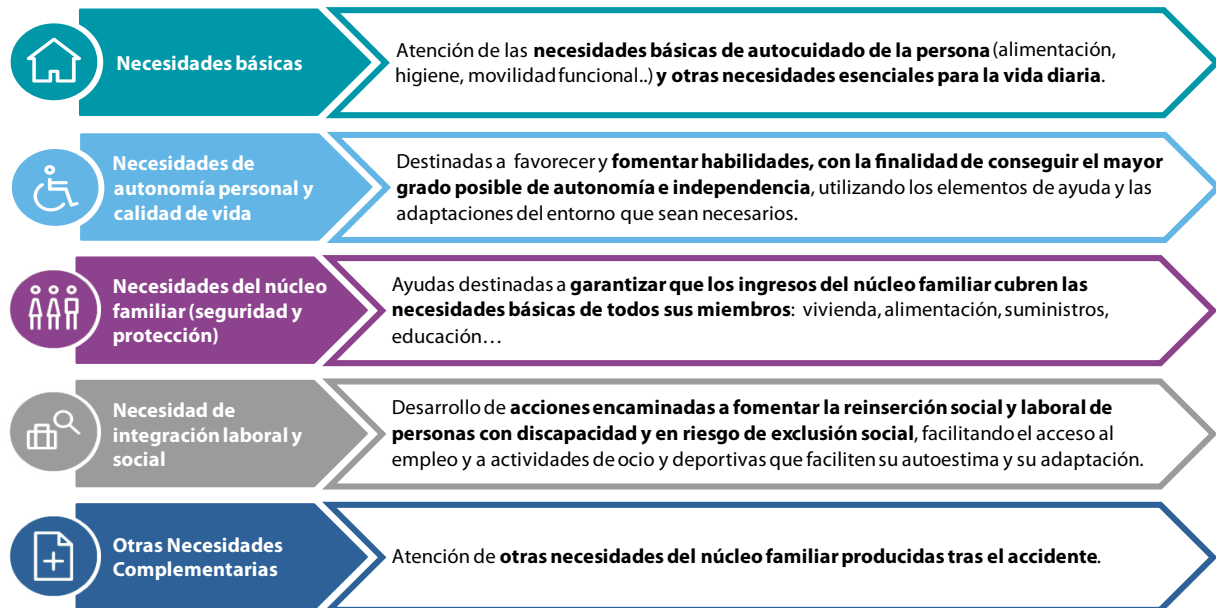 Necesidades básicas
Atención de las necesidades básicas de autocuidado de la persona (alimentación,
higiene, movilidad funcional..) y otras necesidades esenciales para la vida diaria.
Necesidades de
autonomía personal y
calidad de vida
Destinadas a favorecer y fomentar habilidades, con la finalidad de conseguir el mayor
grado posible de autonomía e independencia, utilizando los elementos de ayuda y las
adaptaciones del entorno que sean necesarios.
Necesidades del núcleo
familiar (seguridad y
protección)
Ayudas destinadas a garantizar que los ingresos del núcleo familiar cubren las
necesidades básicas de todos sus miembros: vivienda, alimentación, suministros,
educación…
Necesidad de
integración laboral y
social
Desarrollo de acciones encaminadas a fomentar la reinserción social y laboral de
personas con discapacidad y en riesgo de exclusión social, facilitando el acceso al
empleo y a actividades de ocio y deportivas que faciliten su autoestima y su adaptación.
Otras Necesidades
Complementarias
Atención de otras necesidades del núcleo familiar producidas tras el accidente.